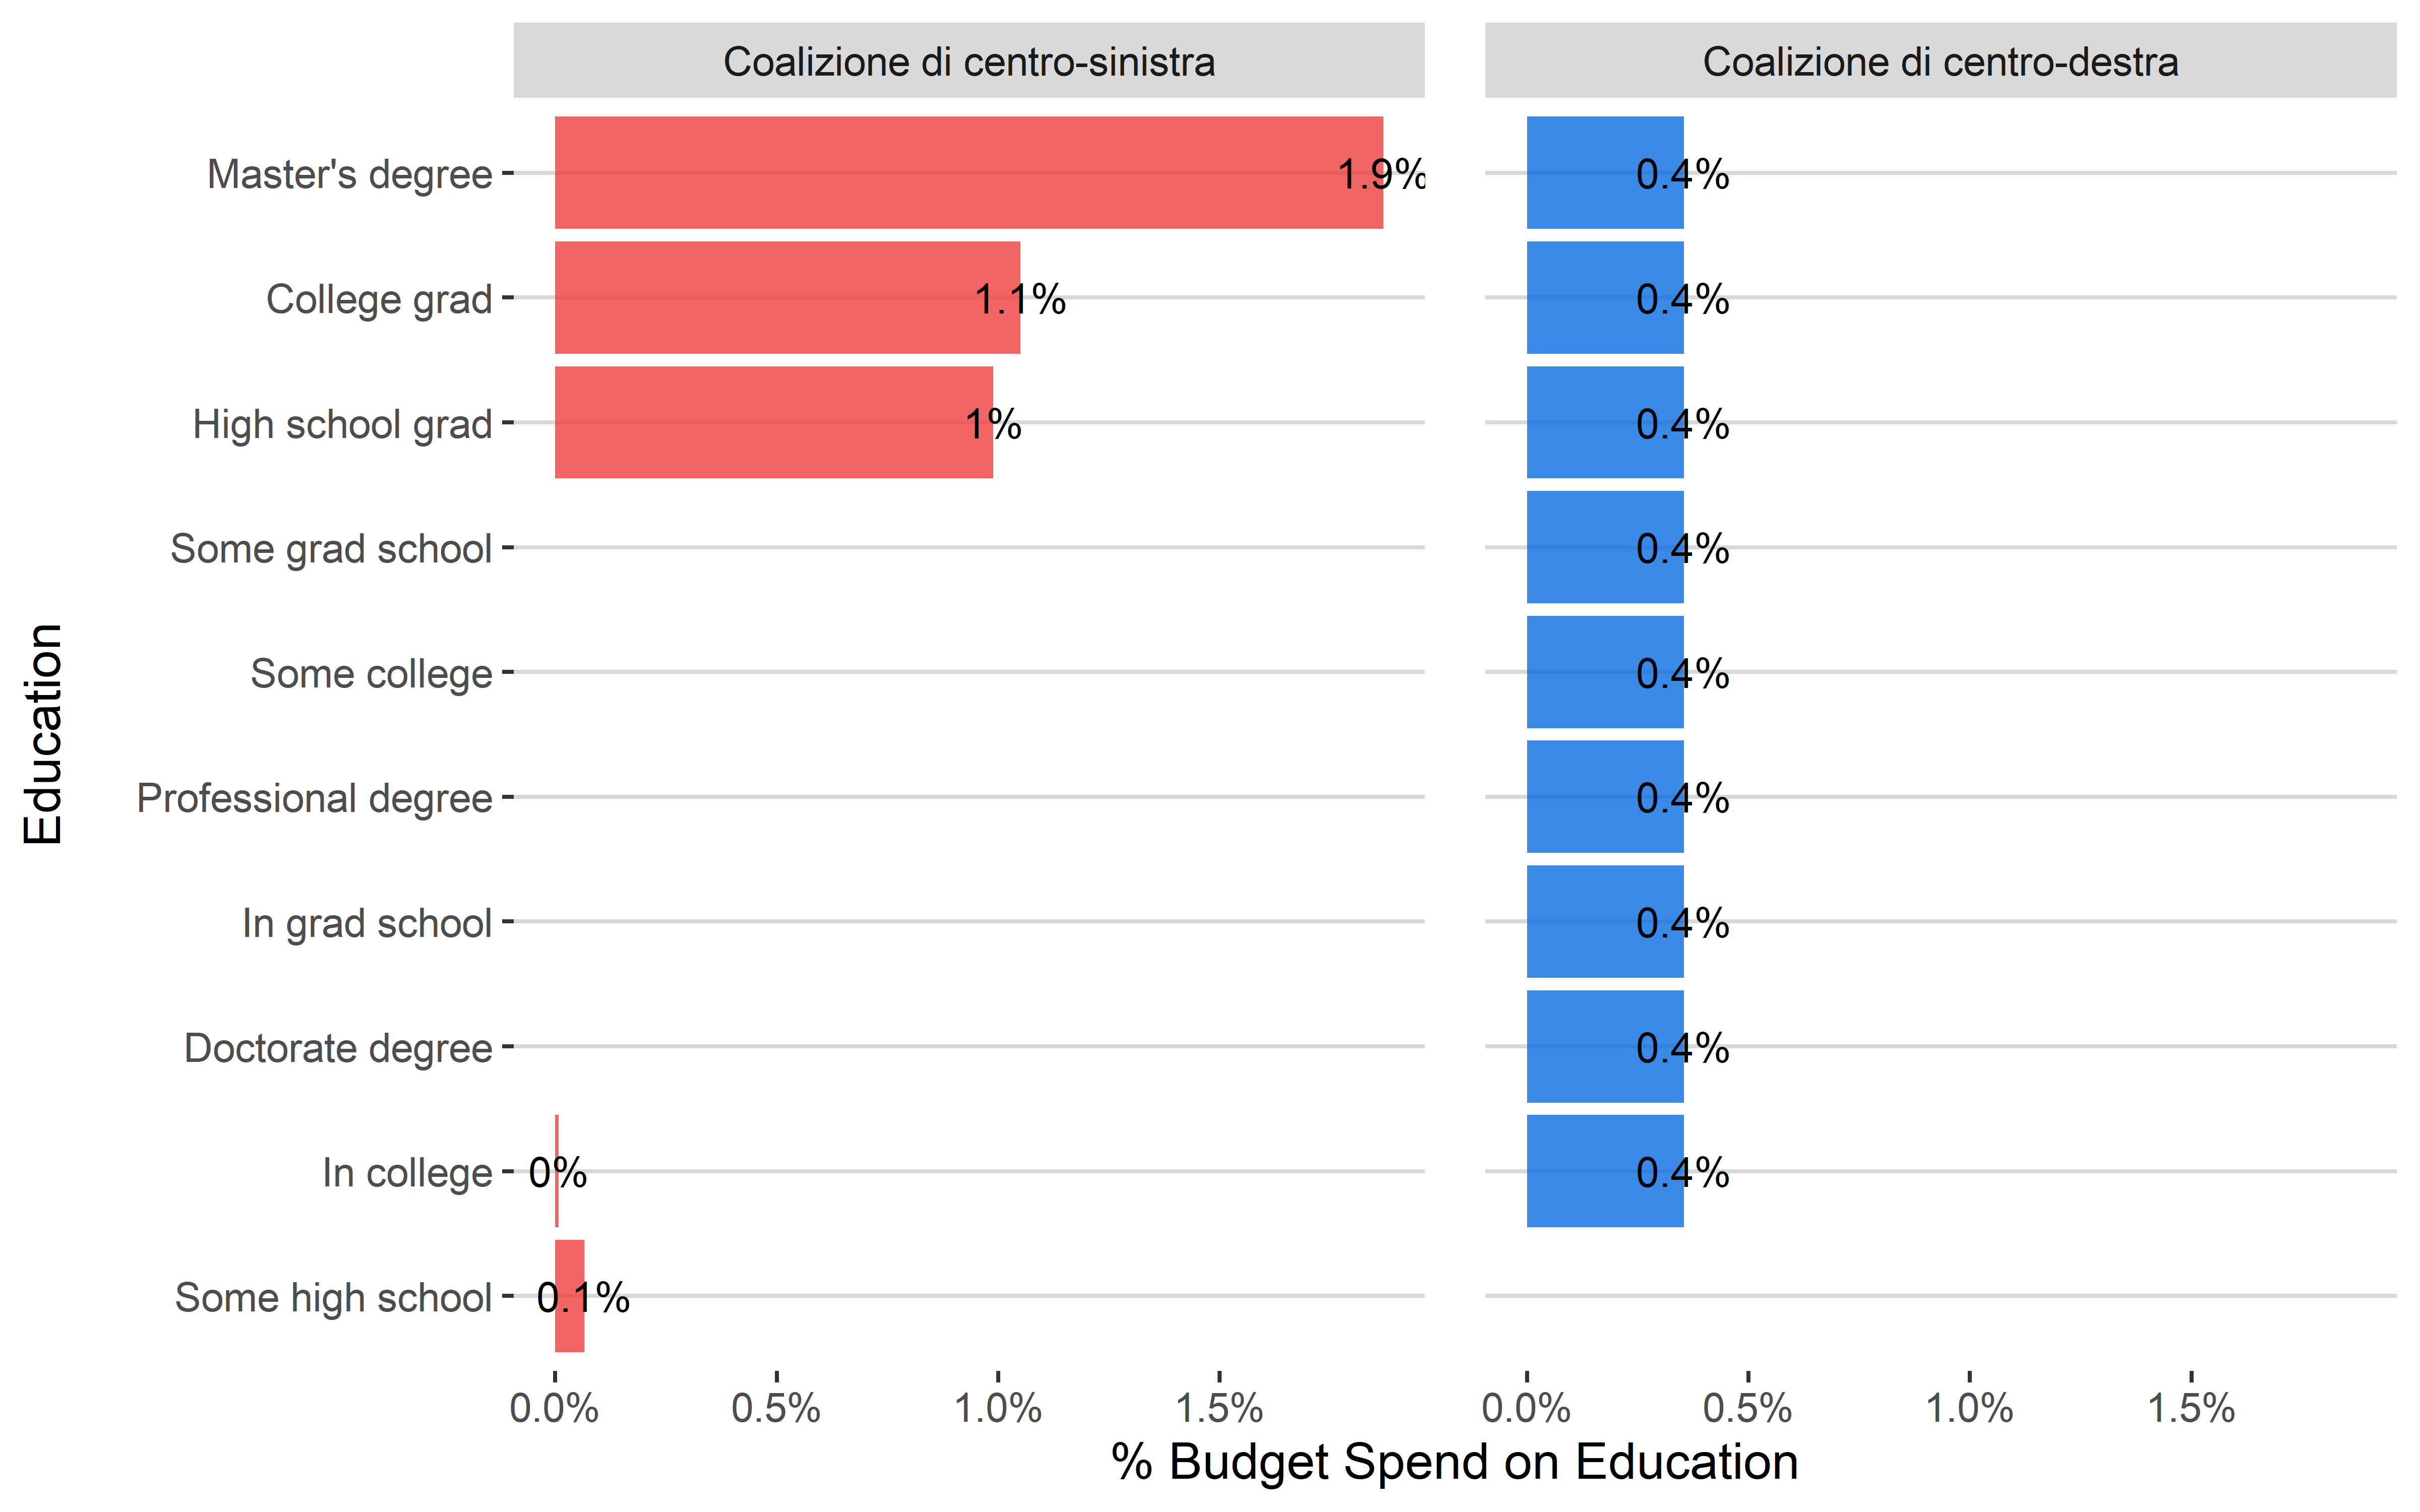 Coalizione di centro-sinistra
Coalizione di centro-destra
Master's degree
1.9%
0.4%
College grad
1.1%
0.4%
High school grad
1%
0.4%
Some grad school
0.4%
Some college
0.4%
Professional degree
0.4%
In grad school
0.4%
Doctorate degree
0.4%
In college
0%
0.4%
Some high school
0.1%
0.0%
0.5%
1.0%
1.5%
0.0%
0.5%
1.0%
1.5%
% Budget Spend on Education
Education